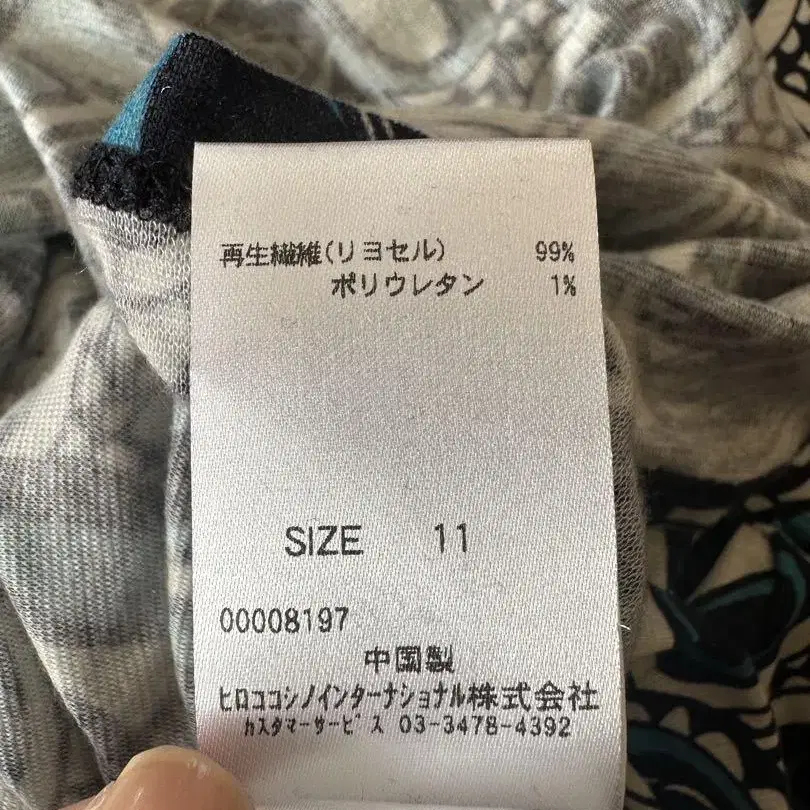 再生繊維(リヨセル) 99%
ポリウレタン 1%
SIZE 11
00008197
中国製
ヒロココシノインターナショナル株式会社
カスタマーサービス 03-3478-4392